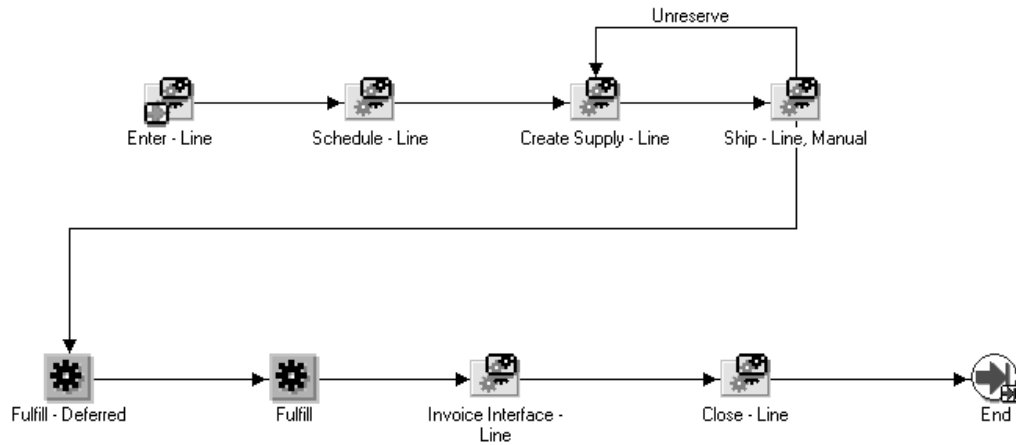 Unreserve
Enter - Line
Schedule - Line
Create Supply - Line
Ship - Line, Manual
Fulfill - Deferred
Fulfill
Invoice Interface -
Line
Close - Line
End